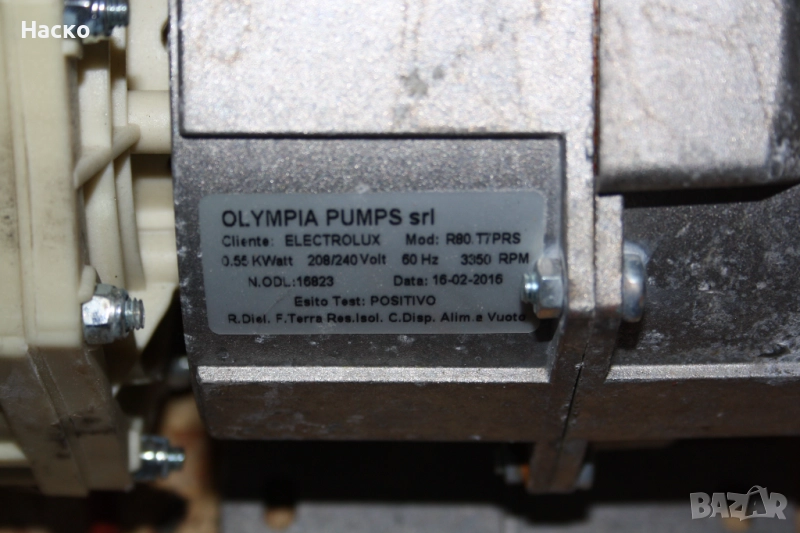 Наско
OLYMPIA PUMPS srl
Cliente: ELECTROLUX Mod: R80.T7PRS
0.55 KWatt 208/240 Volt 60 Hz 3350 RPM
N.ODL:16823 Data: 16-02-2016
Esito Test: POSITIVO
R.Diel. F.Terra Res.Isol. C.Disp. Alim.a Vuoto
BAZAR